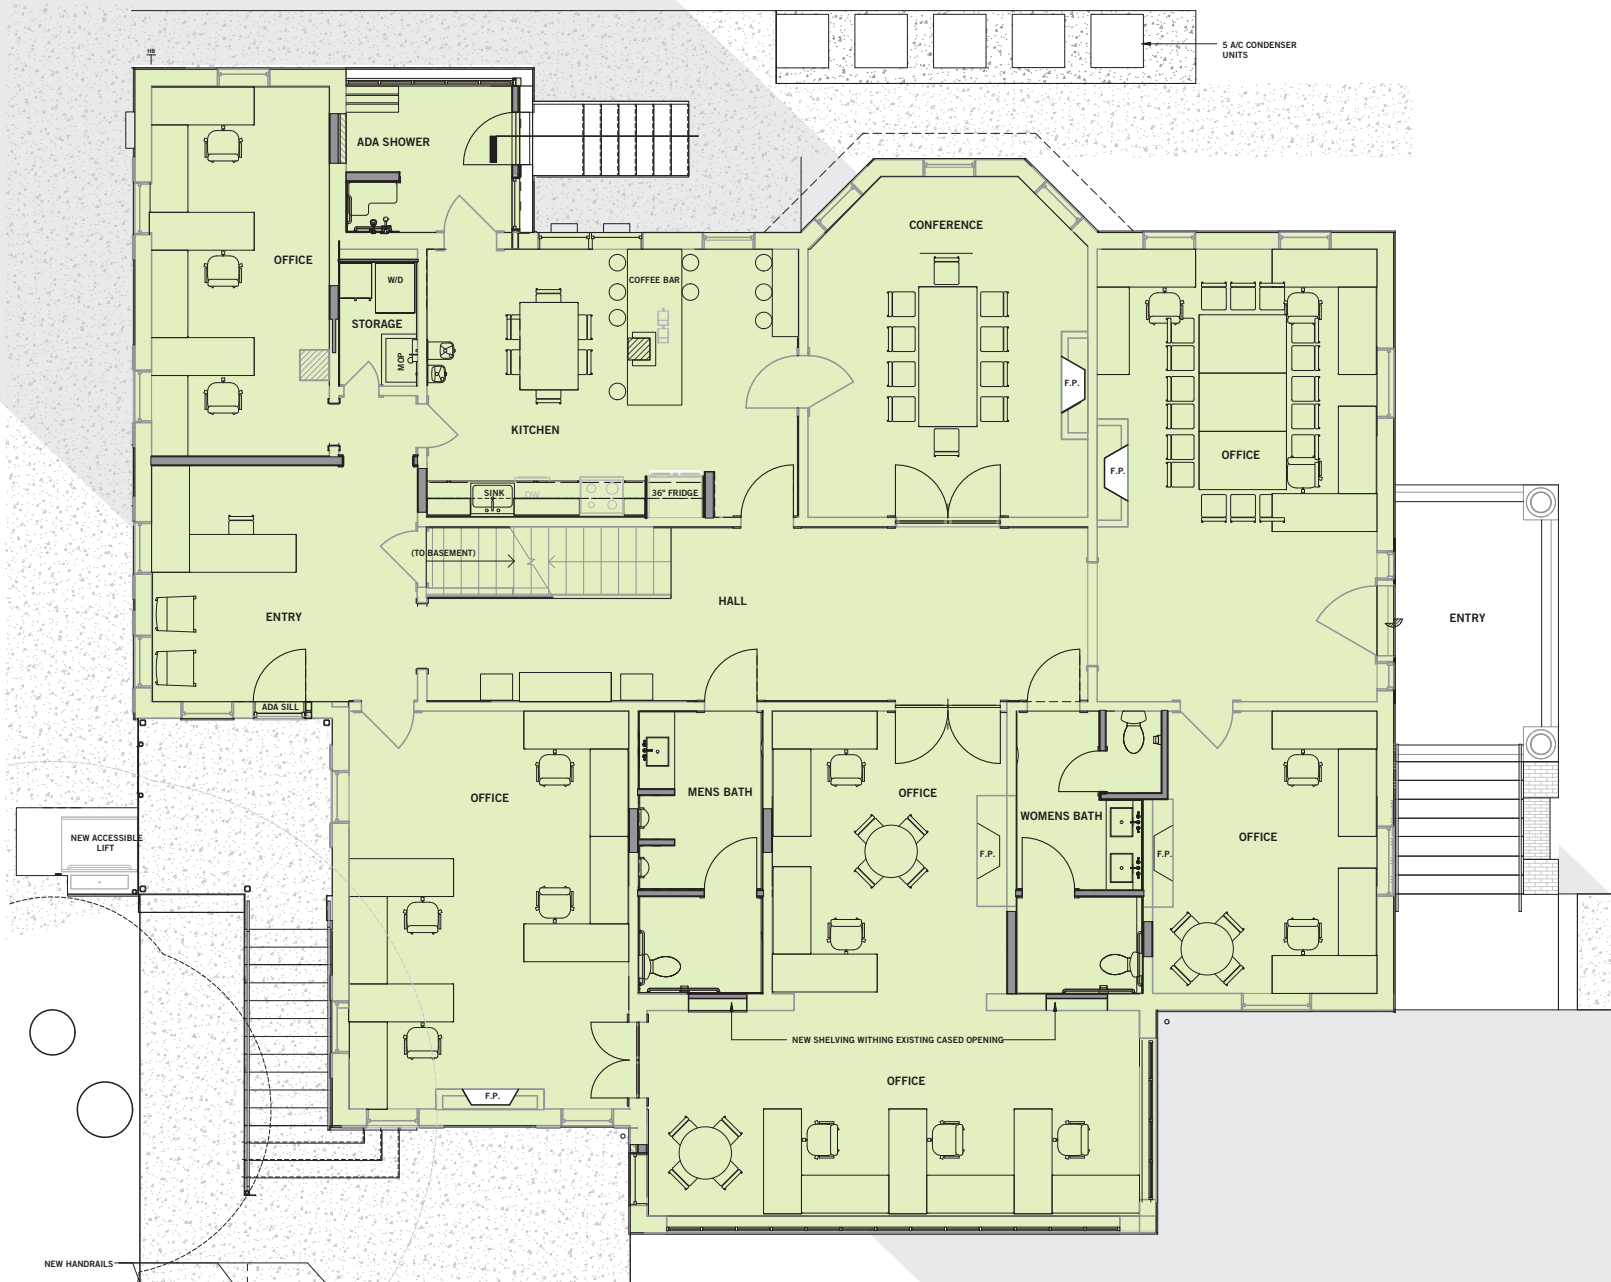 5 A/C CONDENSER
UNITS
HB
ADA SHOWER
CONFERENCE
OFFICE
W/D
COFFEE BAR
STORAGE
MOP
F.P.
KITCHEN
OFFICE
F.P.
SINK
DW
36" FRIDGE
(TO BASEMENT)
HALL
ENTRY
ENTRY
ADA SILL
OFFICE
MENS BATH
OFFICE
WOMENS BATH
OFFICE
NEW ACCESSIBLE
LIFT
F.P.
F.P.
NEW SHELVING WITHING EXISTING CASED OPENING
OFFICE
F.P.
NEW HANDRAILS